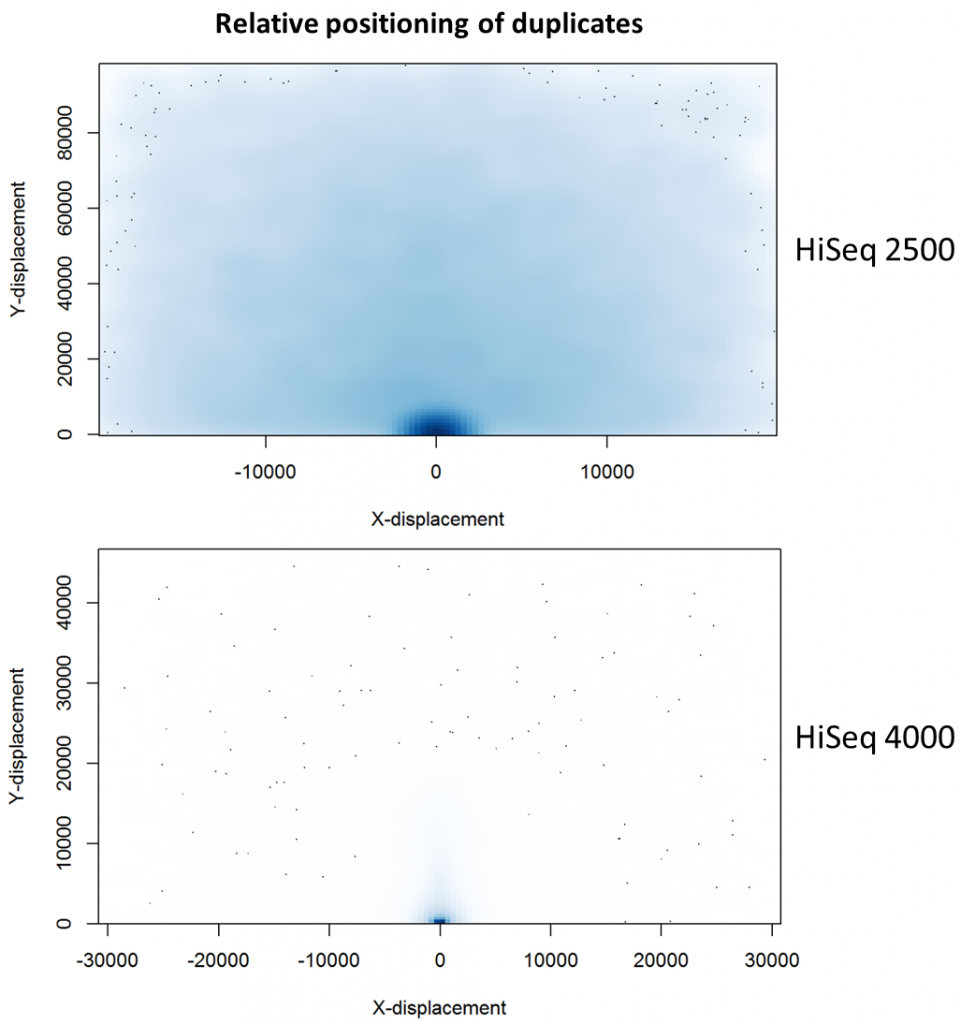 Relative positioning of duplicates
Y-displacement
80000
60000
40000
20000
0
HiSeq 2500
-10000 0 10000
X-displacement
Y-displacement
40000
30000
20000
10000
0
HiSeq 4000
-30000 -20000 -10000 0 10000 20000 30000
X-displacement